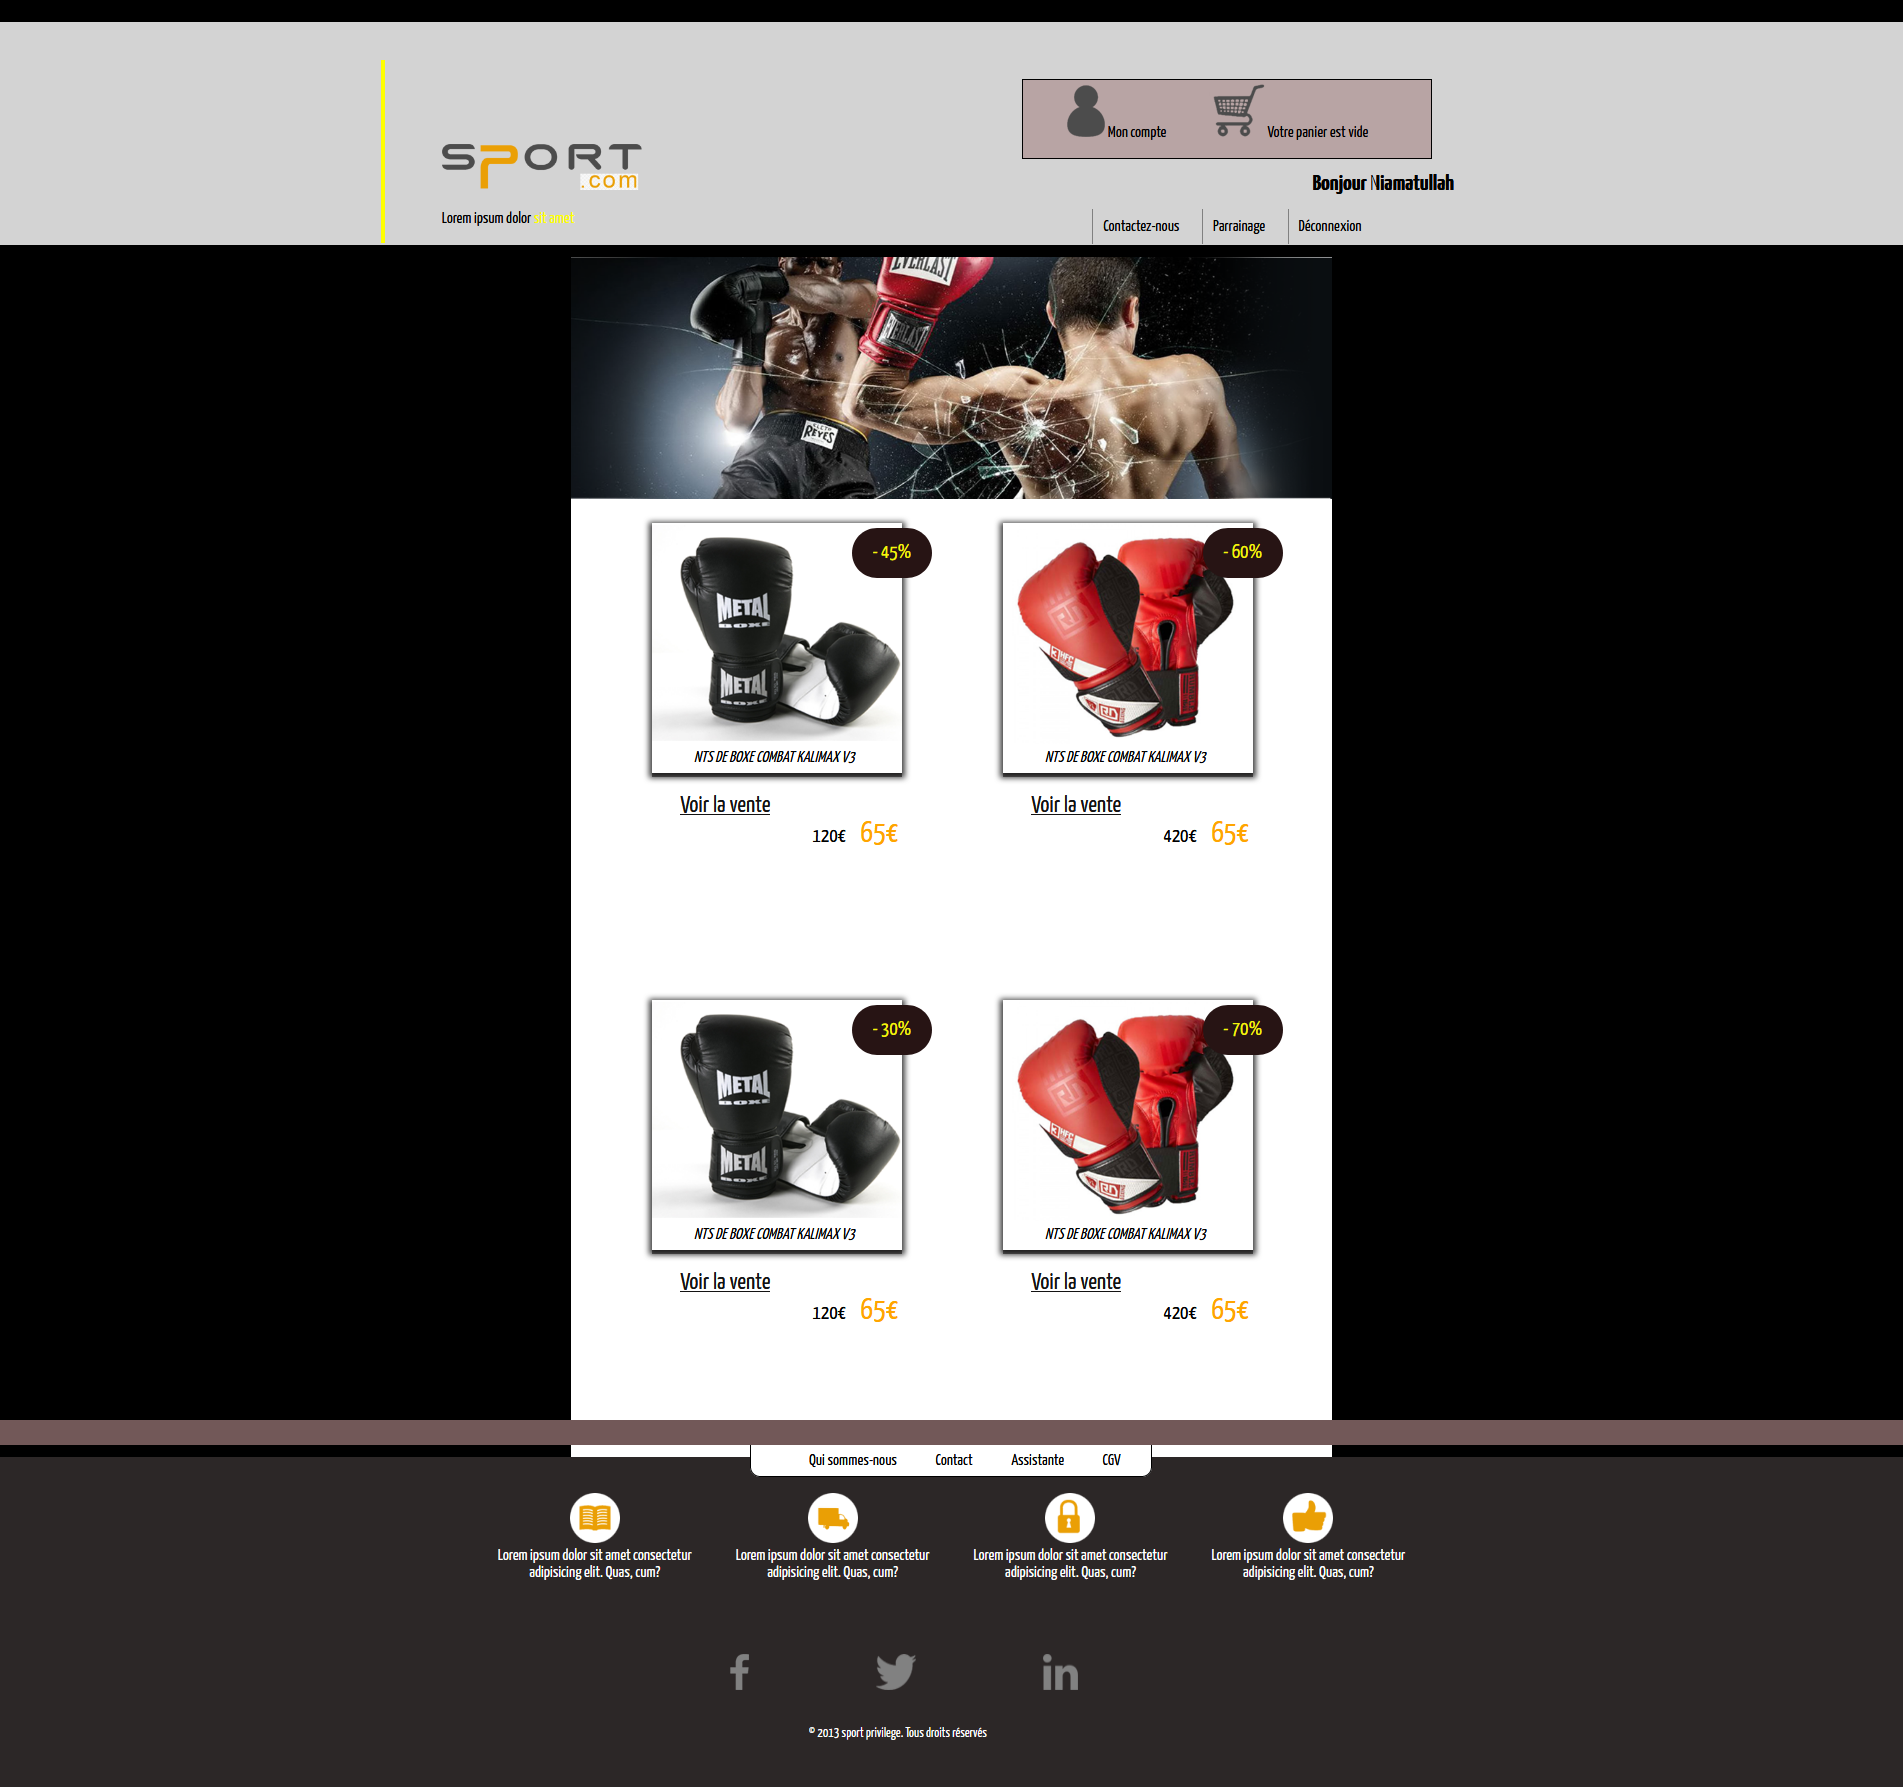 Mon compte
Votre panier est vide
SPORT
.com
Bonjour Niamatullah
Lorem ipsum dolor sit amet
Contactez-nous
Parrainage
Déconnexion
EVERLAST
EVERLAST
CLETO
REYES
- 45%
- 60%
METAL
BOXE
METAL
BOXE
NTS DE BOXE COMBAT KALIMAX V3
NTS DE BOXE COMBAT KALIMAX V3
Voir la vente
Voir la vente
120€ 65€
420€ 65€
- 30%
- 70%
METAL
BOXE
METAL
BOXE
NTS DE BOXE COMBAT KALIMAX V3
NTS DE BOXE COMBAT KALIMAX V3
Voir la vente
Voir la vente
120€ 65€
420€ 65€
Qui sommes-nous
Contact
Assistante
CGV
Lorem ipsum dolor sit amet consectetur
adipisicing elit. Quas, cum?
Lorem ipsum dolor sit amet consectetur
adipisicing elit. Quas, cum?
Lorem ipsum dolor sit amet consectetur
adipisicing elit. Quas, cum?
Lorem ipsum dolor sit amet consectetur
adipisicing elit. Quas, cum?
© 2013 sport privilege. Tous droits réservés